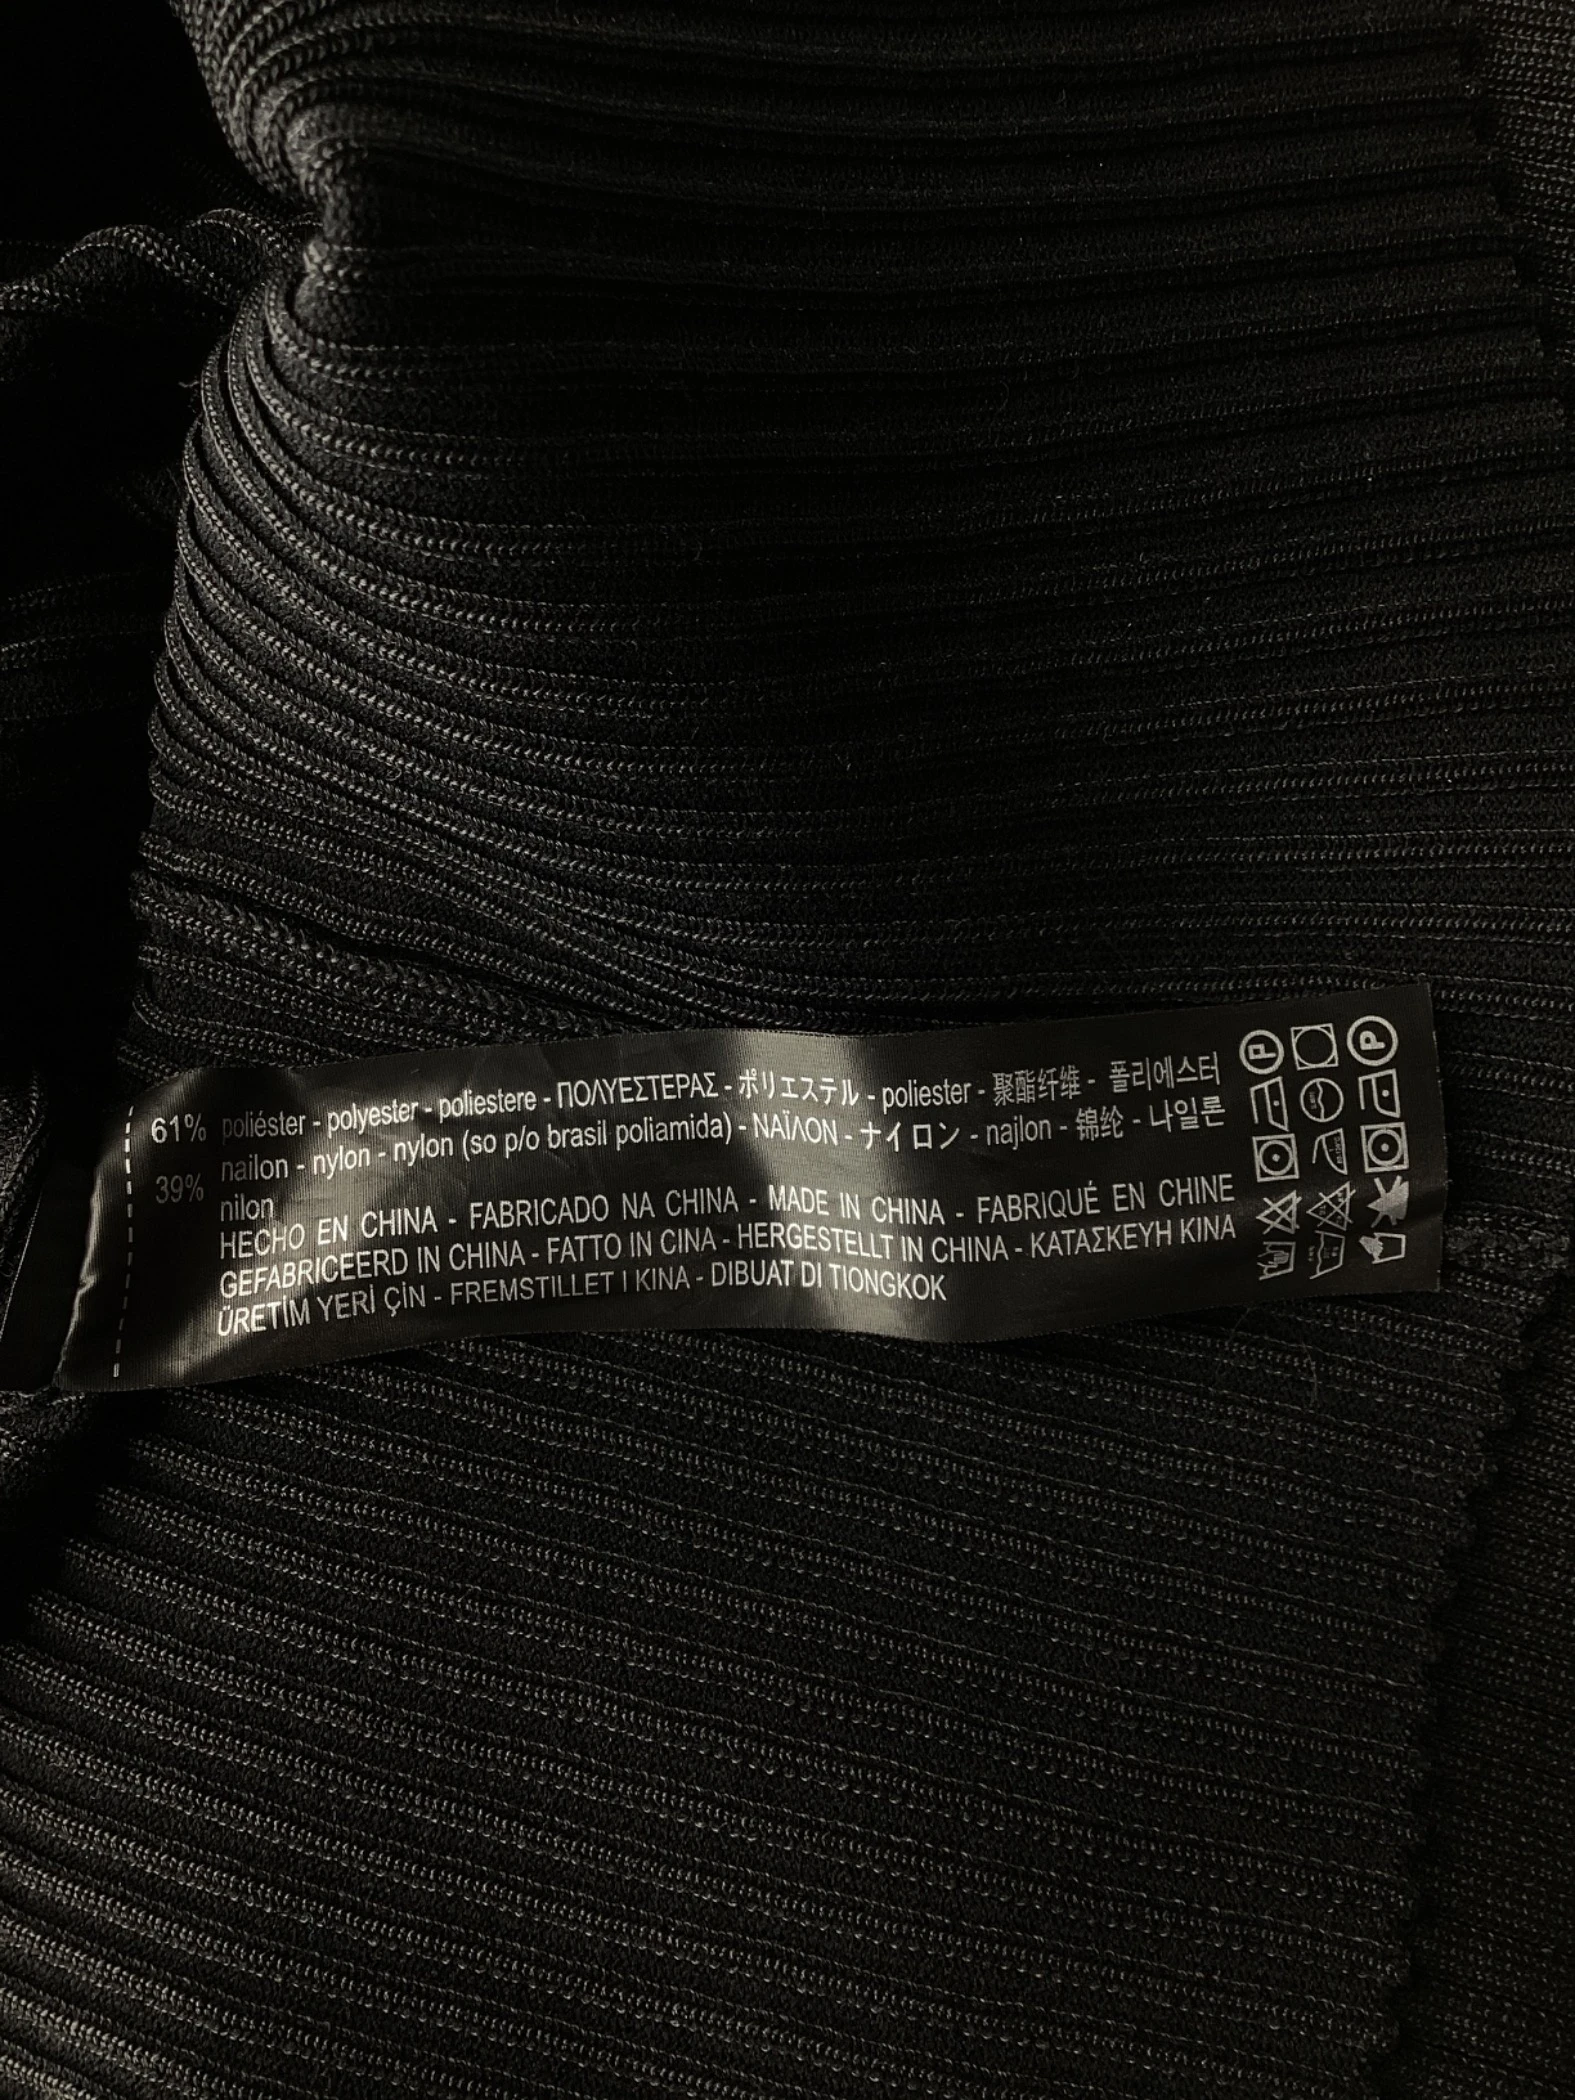 61% poliéster - polyester - poliestere - ΠΟΛΥΕΣΤΕΡΑΣ - ポリエステル - poliester - 聚酯纤维 - 폴리에스터
39% nailon - nylon - nylon (so p/o brasil poliamida) - ΝΑΪΛΟΝ - ナイロン - najlon - 锦纶 - 나일론
nilon
HECHO EN CHINA - FABRICADO NA CHINA - MADE IN CHINA - FABRIQUÉ EN CHINE
GEFABRICEERD IN CHINA - FATTO IN CINA - HERGESTELLT IN CHINA - ΚΑΤΑΣΚΕΥΗ ΚΙΝΑ
ÜRETİM YERİ ÇİN - FREMSTILLET I KINA - DIBUAT DI TIONGKOK
P P